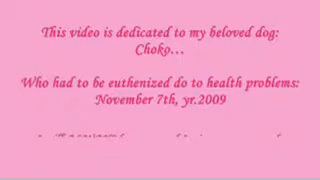 This video is dedicated to my beloved dog:
Choko...
Who had to be euthenized do to health problems:
November 7th, yr.2009